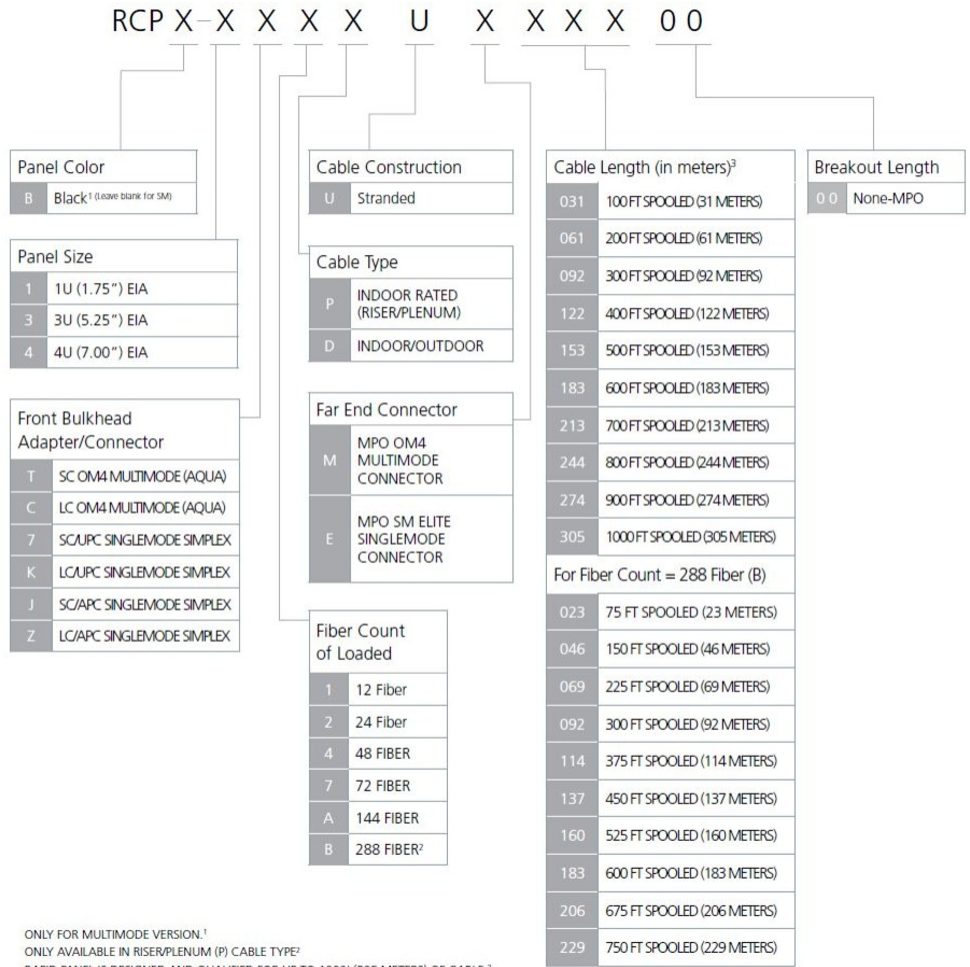 RCP X-X X X X U X X X X 0 0
Panel Color
B Black¹ (Leave blank for SM)
Panel Size
1 1U (1.75”) EIA
3 3U (5.25”) EIA
4 4U (7.00”) EIA
Front Bulkhead
Adapter/Connector
T SC OM4 MULTIMODE (AQUA)
C LC OM4 MULTIMODE (AQUA)
7 SC/UPC SINGLEMODE SIMPLEX
K LC/UPC SINGLEMODE SIMPLEX
J SC/APC SINGLEMODE SIMPLEX
Z LC/APC SINGLEMODE SIMPLEX
Cable Construction
U Stranded
Cable Type
P INDOOR RATED
(RISER/PLENUM)
D INDOOR/OUTDOOR
Far End Connector
M MPO OM4
MULTIMODE
CONNECTOR
E MPO SM ELITE
SINGLEMODE
CONNECTOR
Fiber Count
of Loaded
1 12 Fiber
2 24 Fiber
4 48 FIBER
7 72 FIBER
A 144 FIBER
B 288 FIBER²
Cable Length (in meters)³
031 100 FT SPOOLED (31 METERS)
061 200 FT SPOOLED (61 METERS)
092 300 FT SPOOLED (92 METERS)
122 400 FT SPOOLED (122 METERS)
153 500 FT SPOOLED (153 METERS)
183 600 FT SPOOLED (183 METERS)
213 700 FT SPOOLED (213 METERS)
244 800 FT SPOOLED (244 METERS)
274 900 FT SPOOLED (274 METERS)
305 1000 FT SPOOLED (305 METERS)
For Fiber Count = 288 Fiber (B)
023 75 FT SPOOLED (23 METERS)
046 150 FT SPOOLED (46 METERS)
069 225 FT SPOOLED (69 METERS)
092 300 FT SPOOLED (92 METERS)
114 375 FT SPOOLED (114 METERS)
137 450 FT SPOOLED (137 METERS)
160 525 FT SPOOLED (160 METERS)
183 600 FT SPOOLED (183 METERS)
206 675 FT SPOOLED (206 METERS)
229 750 FT SPOOLED (229 METERS)
Breakout Length
0 0 None-MPO
ONLY FOR MULTIMODE VERSION.¹
ONLY AVAILABLE IN RISER/PLENUM (P) CABLE TYPE²
PANEL IS DESIGNED AND QUALIFIED FOR UP TO OF CABLE.³